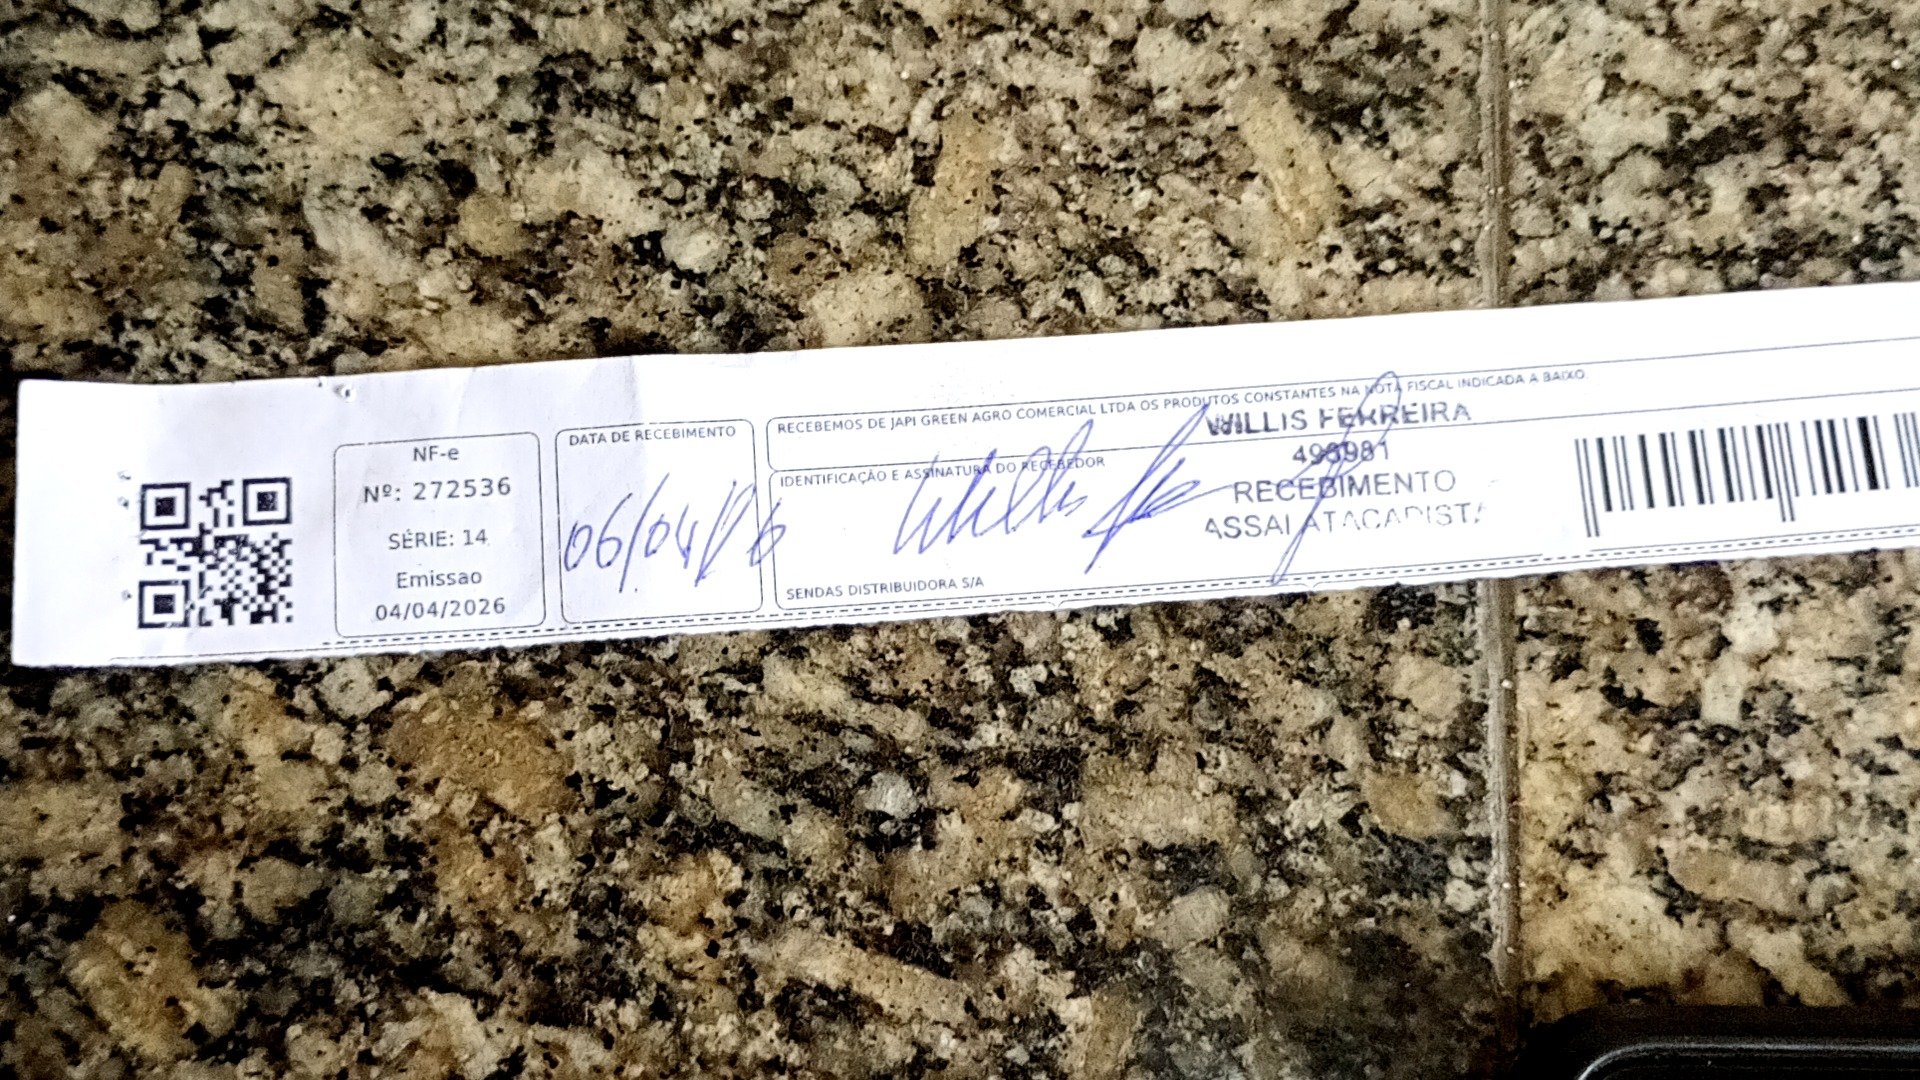 NF-e
Nº: 272536
SÉRIE: 14
Emissao
04/04/2026
DATA DE RECEBIMENTO
06/04/26
RECEBEMOS DE JAPI GREEN AGRO COMERCIAL LTDA OS PRODUTOS CONSTANTES NA NOTA FISCAL INDICADA A BAIXO
IDENTIFICAÇÃO E ASSINATURA DO RECEBEDOR
WILLIS FERREIRA
RECEBIMENTO
ASSAI ATACADISTA
SENDAS DISTRIBUIDORA S/A